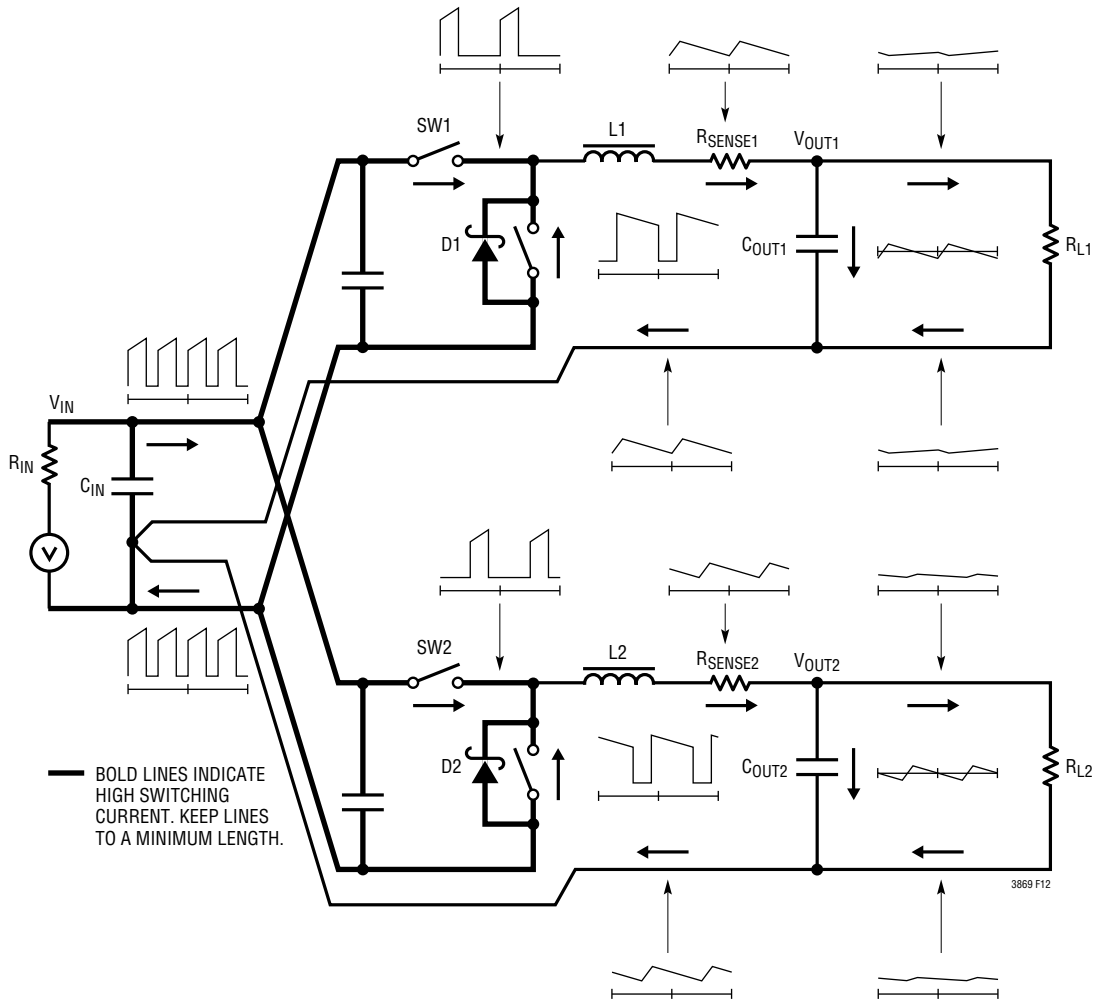 SW1
L1
RSENSE1
VOUT1
D1
COUT1
RL1
VIN
RIN
CIN
V
SW2
L2
RSENSE2
VOUT2
D2
COUT2
RL2
BOLD LINES INDICATE
HIGH SWITCHING
CURRENT. KEEP LINES
TO A MINIMUM LENGTH.
3869 F12